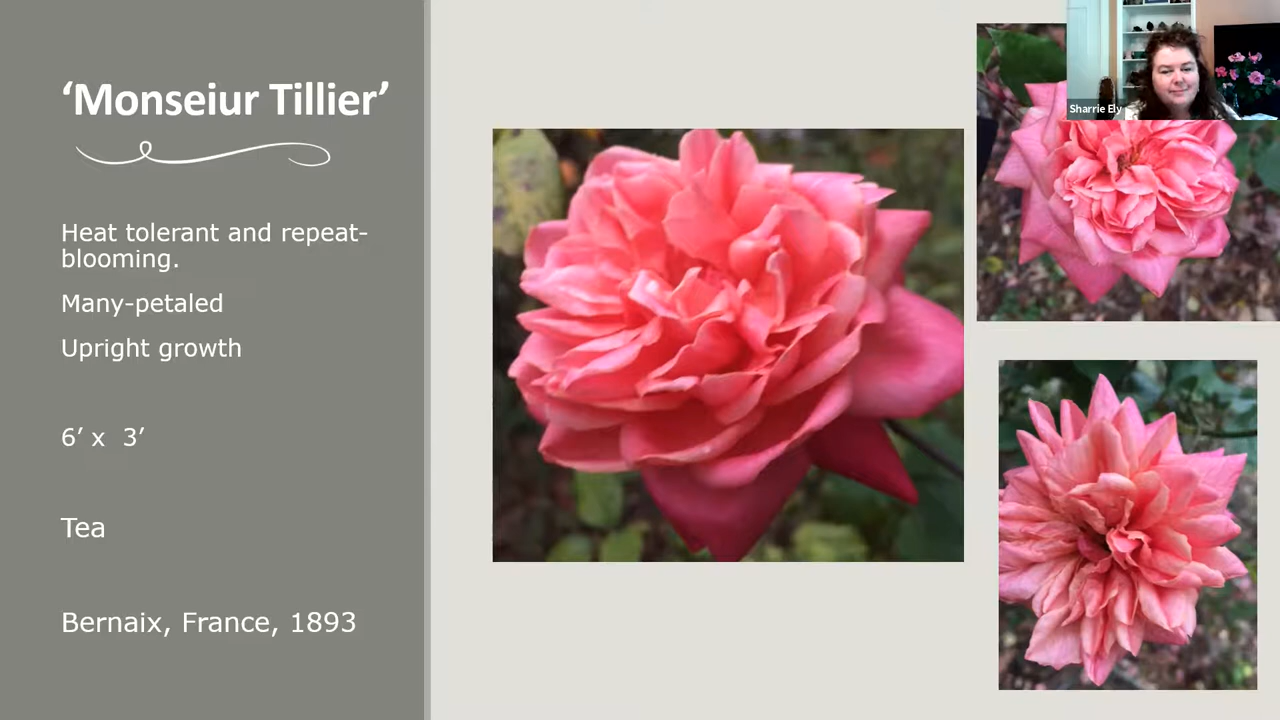 ‘Monseiur Tillier’
Heat tolerant and repeat-
blooming.
Many-petaled
Upright growth
6’ x  3’
Tea
Bernaix, France, 1893
Sharrie Ely